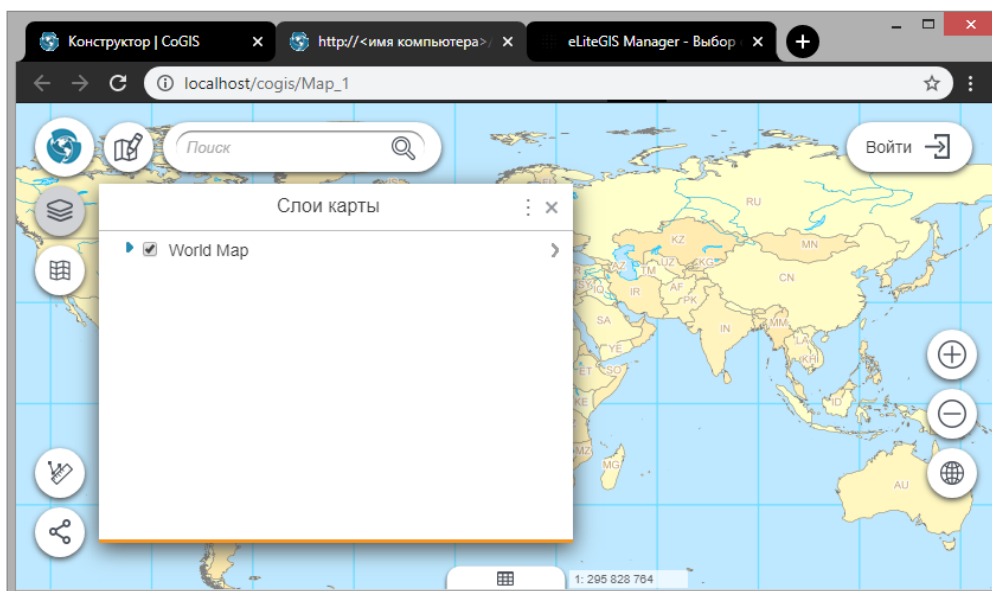 Конструктор | CoGIS
http://<имя компьютера>/
eLiteGIS Manager - Выбор
localhost/cogis/Map_1
Поиск
Войти
Слои карты
World Map
RU
KZ
MN
AZ
UZ
KG
TM
CN
IQ
IR
AF
PK
SA
IN
MM
LA
YE
KH
ET
SO
KE
ID
MZ
MG
AU
1: 295 828 764